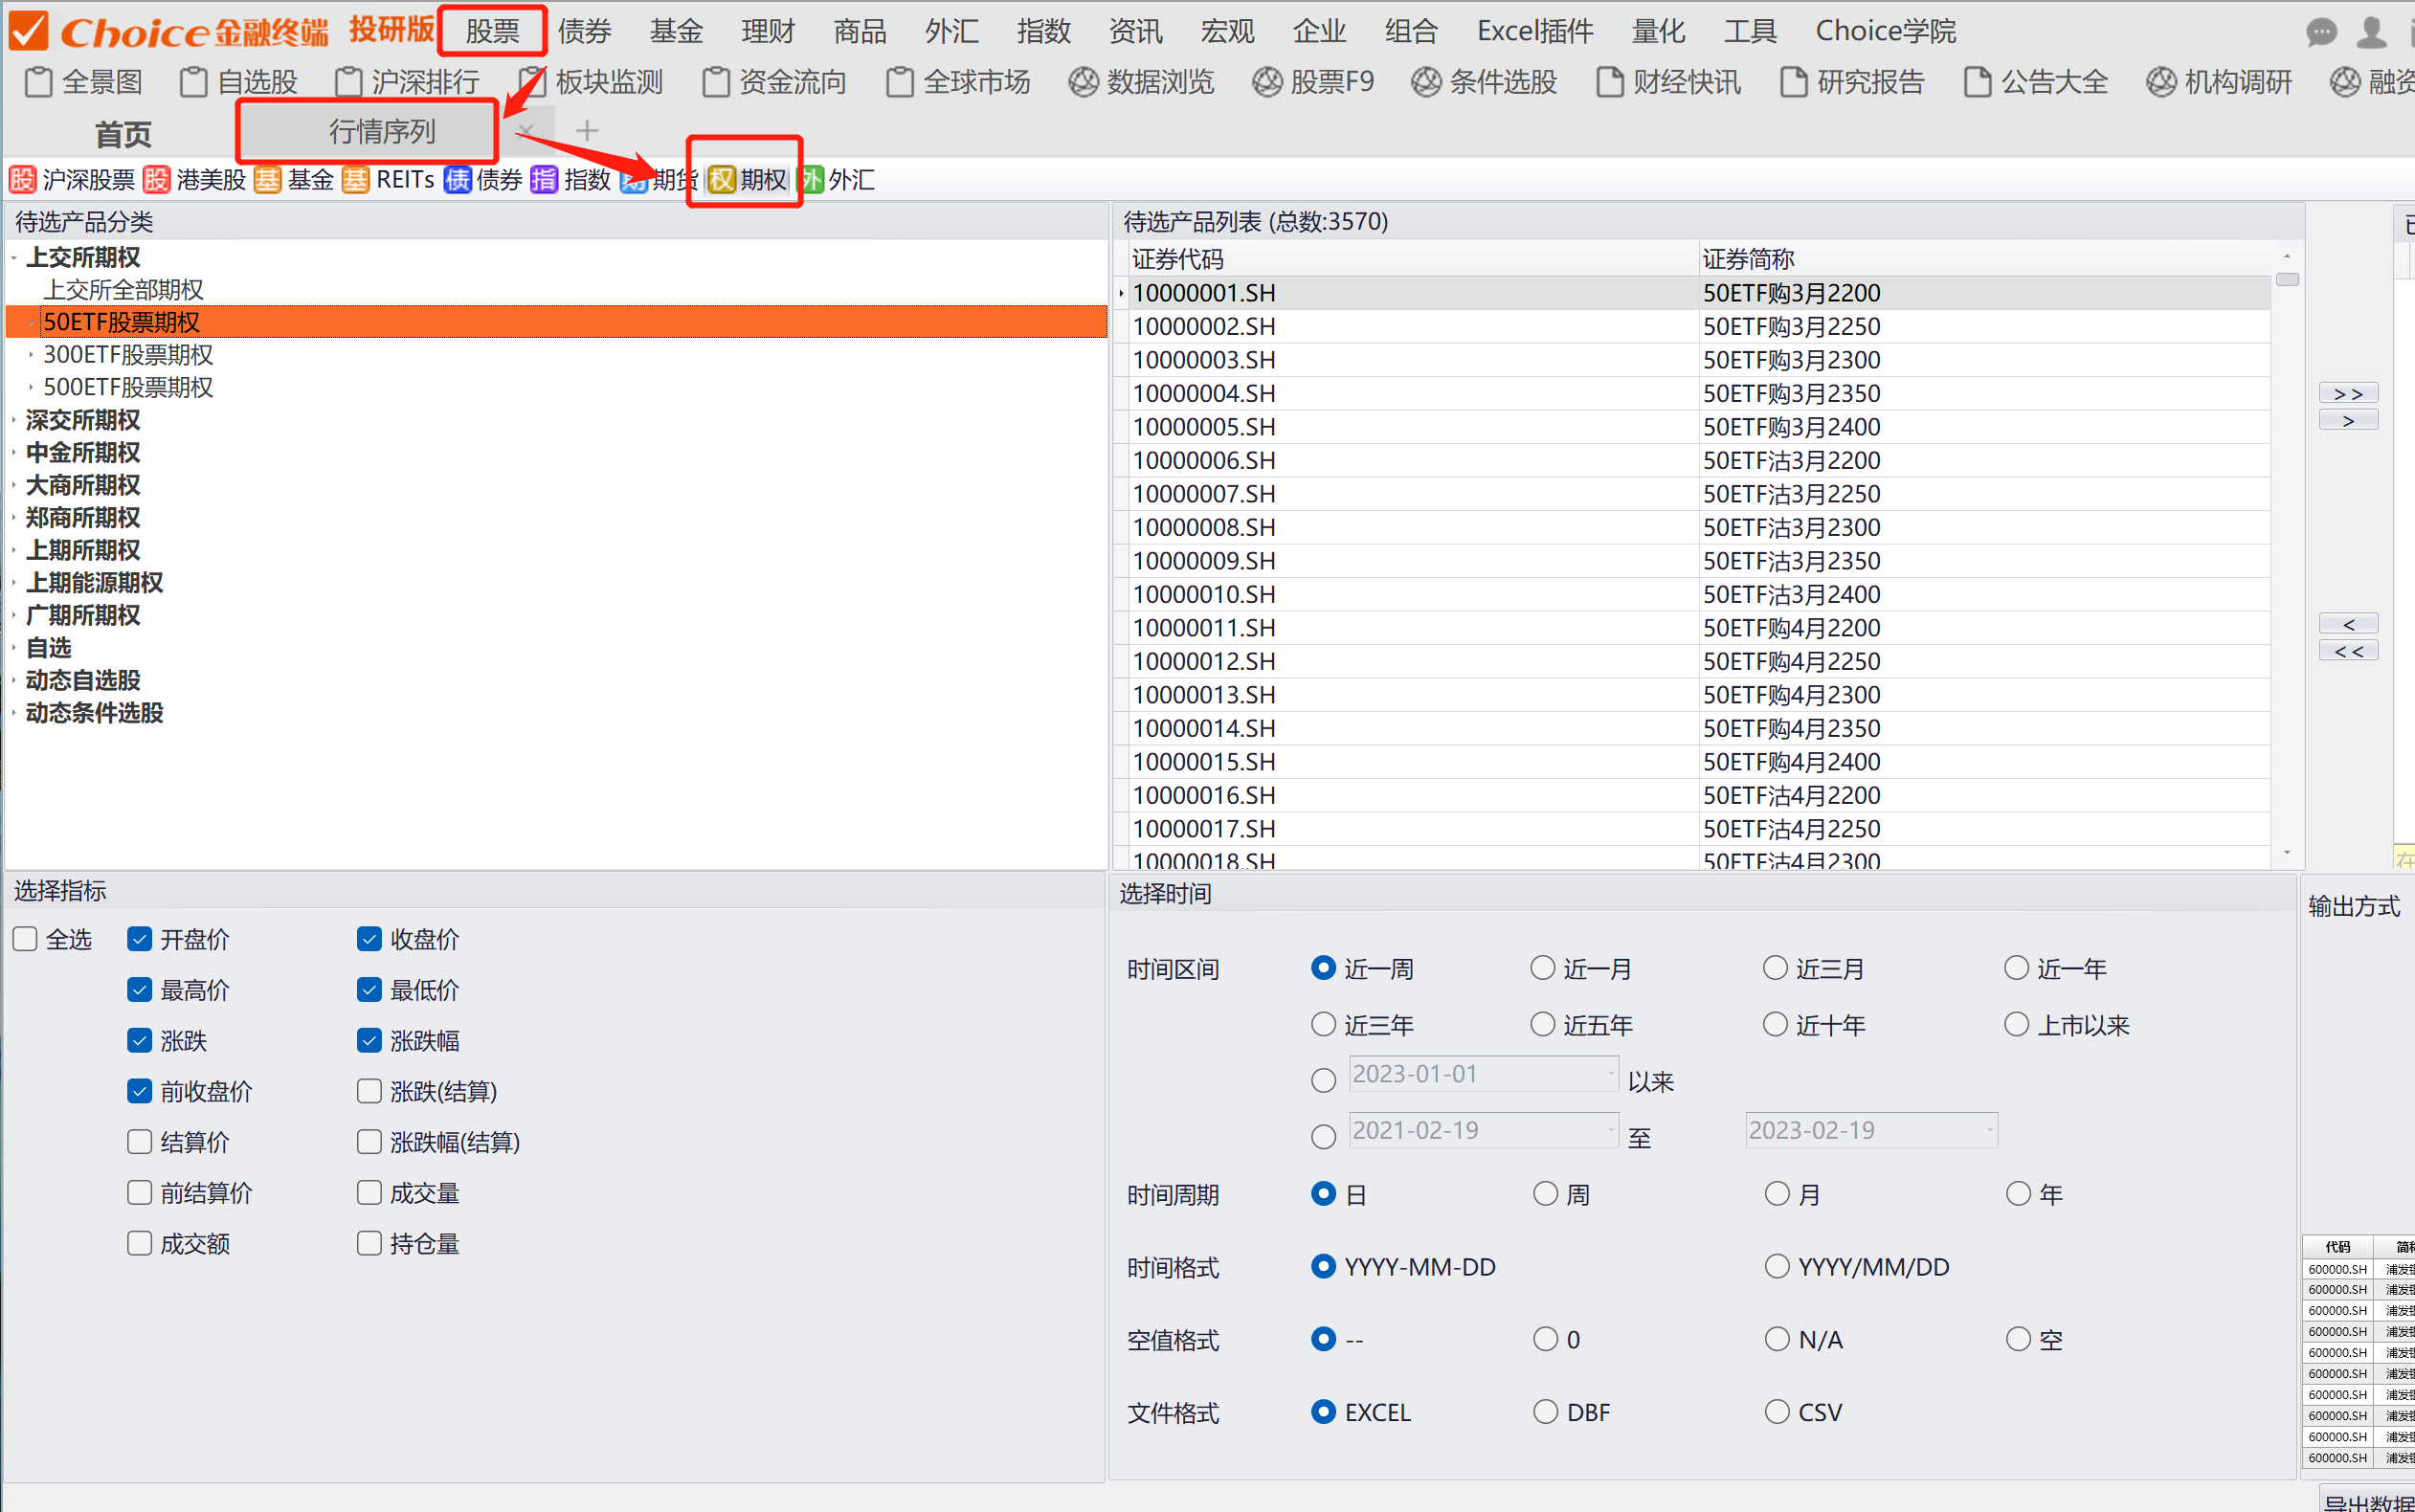 Choice金融终端 投研版 股票 债券 基金 理财 商品 外汇 指数 资讯 宏观 企业 组合 Excel插件 量化 工具 Choice学院
全景图 自选股 沪深排行 板块监测 资金流向 全球市场 数据浏览 股票F9 条件选股 财经快讯 研究报告 公告大全 机构调研 融资
首页 行情序列
股 沪深股票 股 港美股 基 基金 基 REITs 债 债券 指 指数 期 期货 权 期权 外 外汇
待选产品分类
上交所期权
上交所全部期权
50ETF股票期权
300ETF股票期权
500ETF股票期权
深交所期权
中金所期权
大商所期权
郑商所期权
上期所期权
上期能源期权
广期所期权
自选
动态自选股
动态条件选股
待选产品列表 (总数:3570)
证券代码 证券简称
10000001.SH 50ETF购3月2200
10000002.SH 50ETF购3月2250
10000003.SH 50ETF购3月2300
10000004.SH 50ETF购3月2350
10000005.SH 50ETF购3月2400
10000006.SH 50ETF沽3月2200
10000007.SH 50ETF沽3月2250
10000008.SH 50ETF沽3月2300
10000009.SH 50ETF沽3月2350
10000010.SH 50ETF沽3月2400
10000011.SH 50ETF购4月2200
10000012.SH 50ETF购4月2250
10000013.SH 50ETF购4月2300
10000014.SH 50ETF购4月2350
10000015.SH 50ETF购4月2400
10000016.SH 50ETF沽4月2200
10000017.SH 50ETF沽4月2250
10000018.SH 50ETF沽4月2300
>>
>
<
<<
选择指标
全选 开盘价 收盘价
最高价 最低价
涨跌 涨跌幅
前收盘价 涨跌(结算)
结算价 涨跌幅(结算)
前结算价 成交量
成交额 持仓量
选择时间
时间区间 近一周 近一月 近三月 近一年
近三年 近五年 近十年 上市以来
2023-01-01 以来
2021-02-19 至 2023-02-19
时间周期 日 周 月 年
时间格式 YYYY-MM-DD YYYY/MM/DD
空值格式 -- 0 N/A 空
文件格式 EXCEL DBF CSV
输出方式
代码 简称
600000.SH 浦发银
600000.SH 浦发银
600000.SH 浦发银
600000.SH 浦发银
600000.SH 浦发银
600000.SH 浦发银
600000.SH 浦发银
600000.SH 浦发银
600000.SH 浦发银
600000.SH 浦发银
导出数据